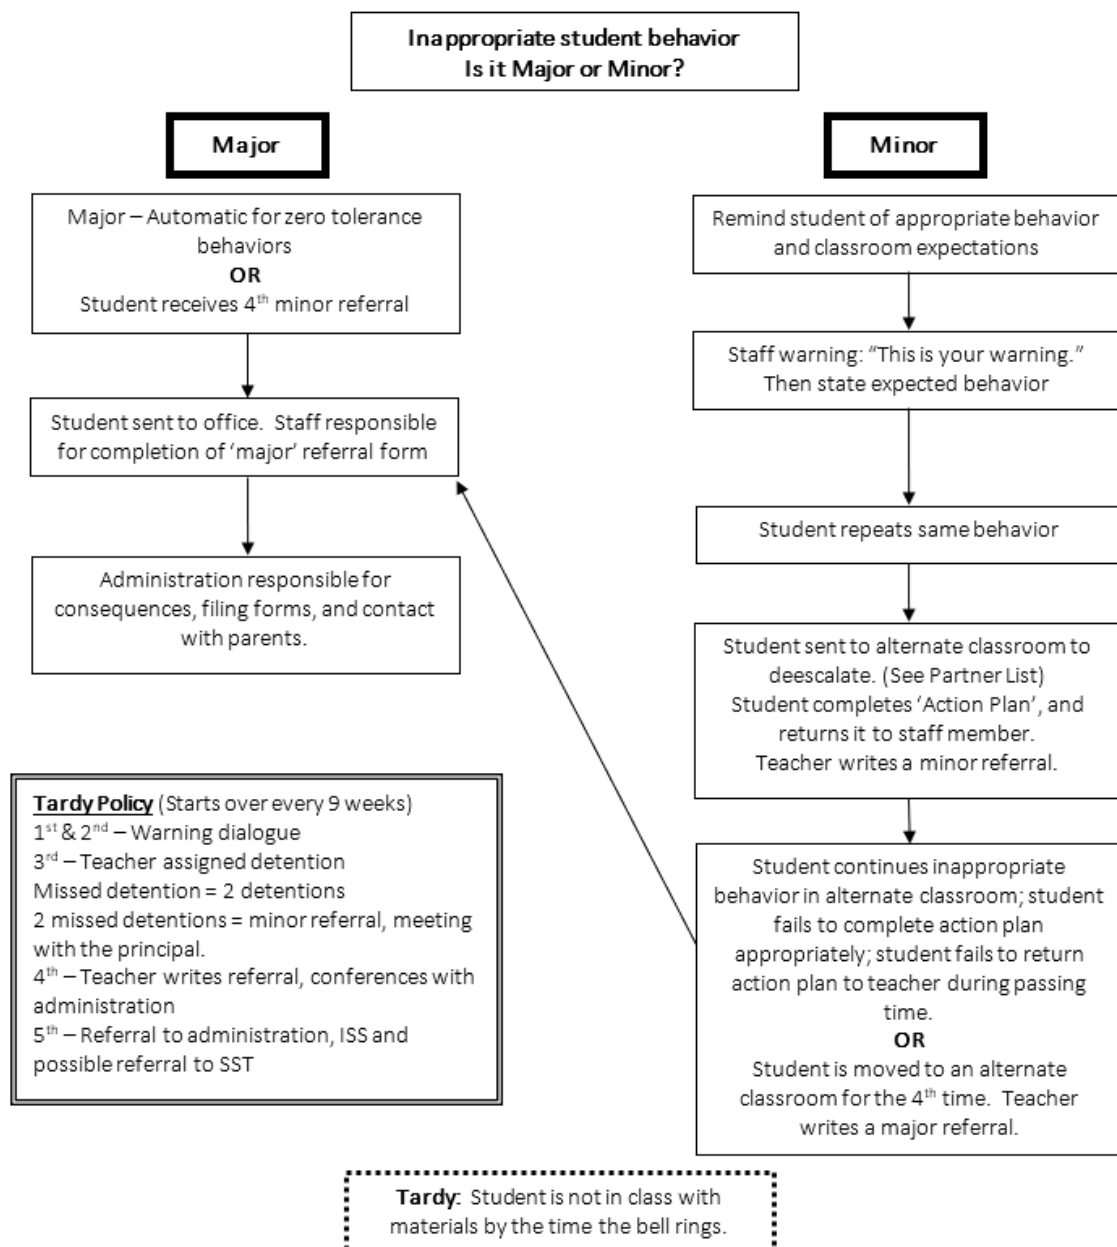 Inappropriate student behavior
Is it Major or Minor?
Major
Major – Automatic for zero tolerance
behaviors
OR
Student receives 4th minor referral
Student sent to office.  Staff responsible
for completion of ‘major’ referral form
Administration responsible for
consequences, filing forms, and contact
with parents.
Minor
Remind student of appropriate behavior
and classroom expectations
Staff warning: “This is your warning.”
Then state expected behavior
Student repeats same behavior
Student sent to alternate classroom to
deescalate. (See Partner List)
Student completes ‘Action Plan’, and
returns it to staff member.
Teacher writes a minor referral.
Student continues inappropriate
behavior in alternate classroom; student
fails to complete action plan
appropriately; student fails to return
action plan to teacher during passing
time.
OR
Student is moved to an alternate
classroom for the 4th time.  Teacher
writes a major referral.
Tardy Policy (Starts over every 9 weeks)
1st & 2nd – Warning dialogue
3rd – Teacher assigned detention
Missed detention = 2 detentions
2 missed detentions = minor referral, meeting
with the principal.
4th – Teacher writes referral, conferences with
administration
5th – Referral to administration, ISS and
possible referral to SST
Tardy:  Student is not in class with
materials by the time the bell rings.